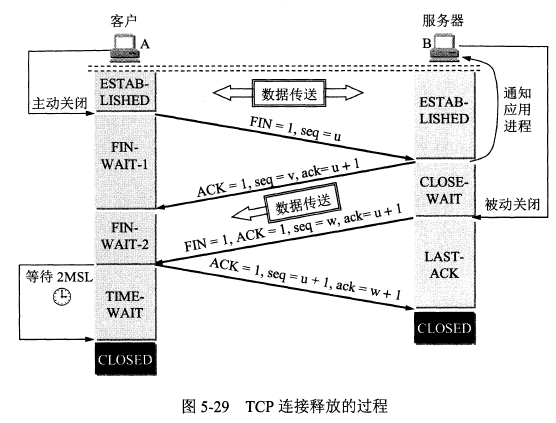 客户
服务器
A
B
ESTAB-
LISHED
数据传送
通知
应用
进程
主动关闭
FIN = 1, seq = u
ESTAB-
LISHED
FIN-
WAIT-1
ACK = 1, seq = v, ack= u + 1
CLOSE-
WAIT
数据传送
被动关闭
FIN = 1, ACK = 1, seq = w, ack= u + 1
FIN-
WAIT-2
LAST-
ACK
等待 2MSL
ACK = 1, seq = u + 1, ack = w + 1
TIME-
WAIT
CLOSED
CLOSED
图 5-29 TCP 连接释放的过程